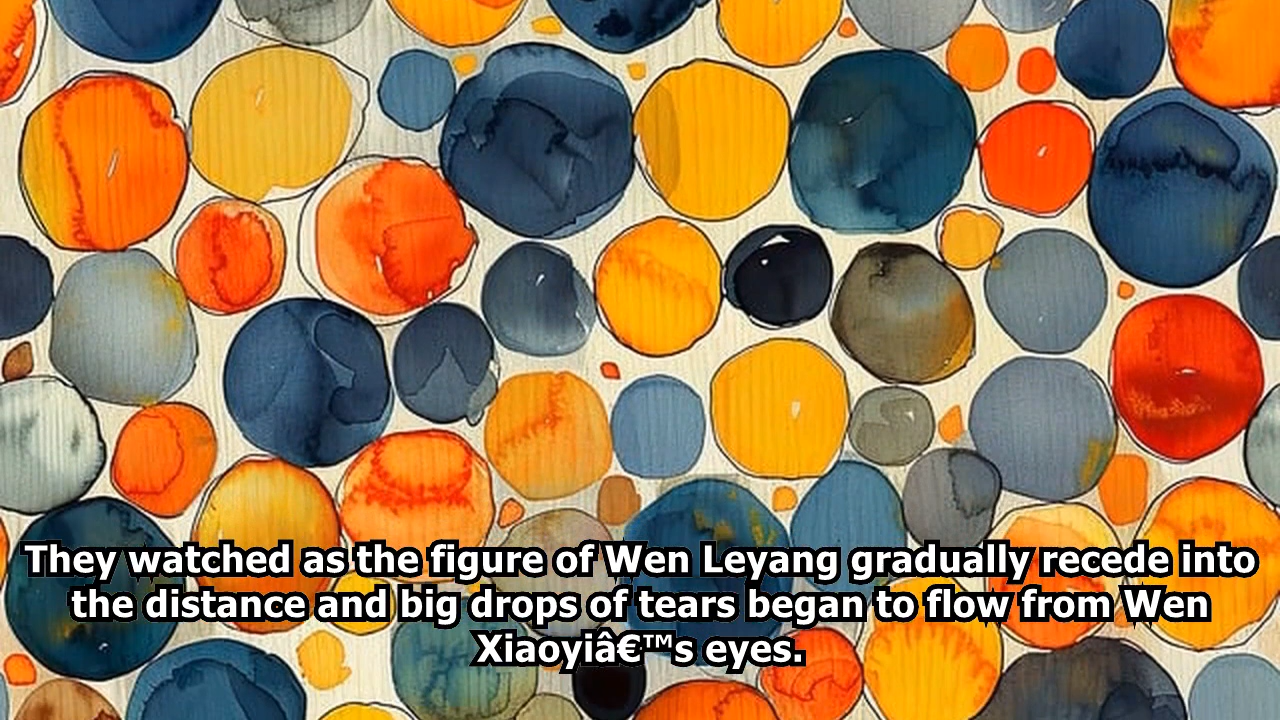 They watched as the figure of Wen Leyang gradually recede into
the distance and big drops of tears began to flow from Wen
Xiaoyiâ€™s eyes.